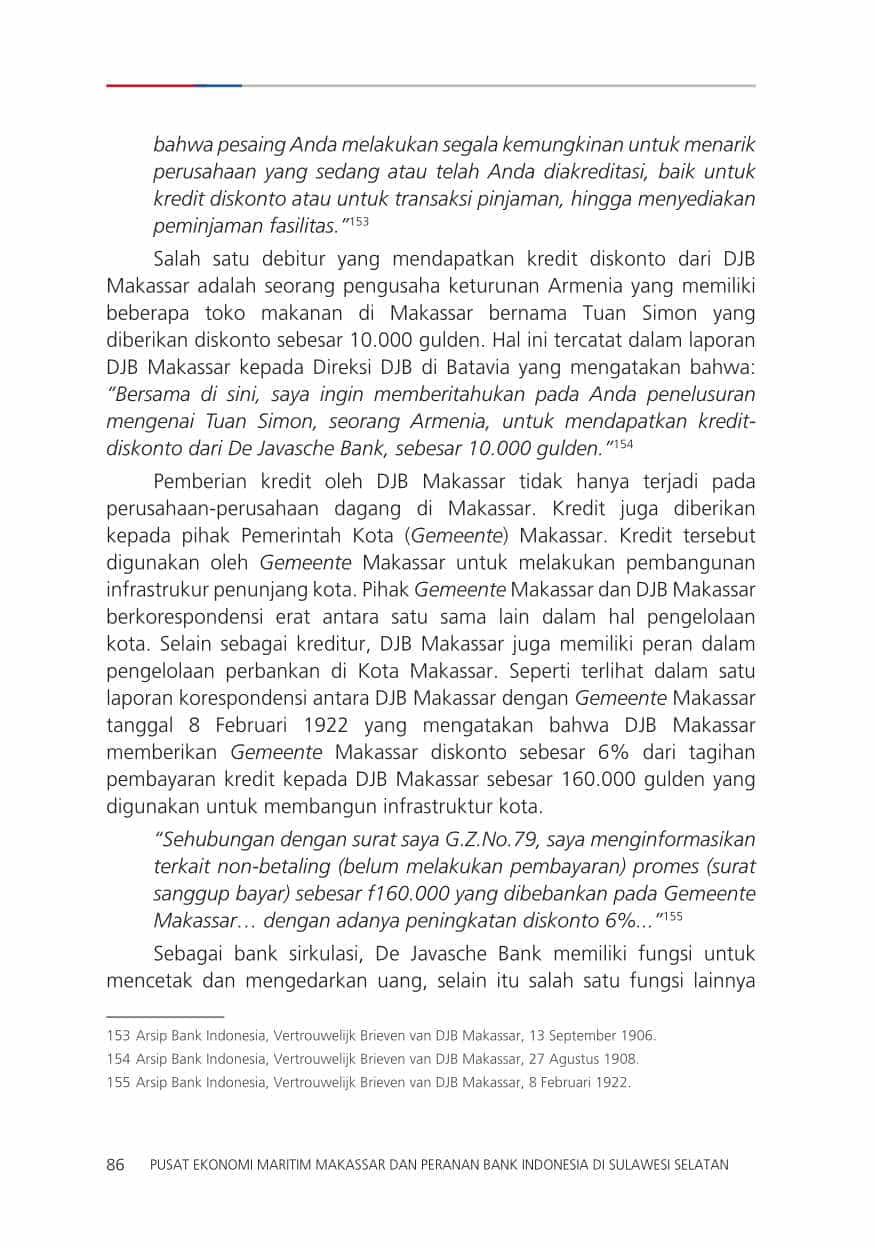 bahwa pesaing Anda melakukan segala kemungkinan untuk menarik
perusahaan yang sedang atau telah Anda diakreditasi, baik untuk
kredit diskonto atau untuk transaksi pinjaman, hingga menyediakan
peminjaman fasilitas.”153
Salah satu debitur yang mendapatkan kredit diskonto dari DJB
Makassar adalah seorang pengusaha keturunan Armenia yang memiliki
beberapa toko makanan di Makassar bernama Tuan Simon yang
diberikan diskonto sebesar 10.000 gulden. Hal ini tercatat dalam laporan
DJB Makassar kepada Direksi DJB di Batavia yang mengatakan bahwa:
“Bersama di sini, saya ingin memberitahukan pada Anda penelusuran
mengenai Tuan Simon, seorang Armenia, untuk mendapatkan kredit-
diskonto dari De Javasche Bank, sebesar 10.000 gulden.”154
Pemberian kredit oleh DJB Makassar tidak hanya terjadi pada
perusahaan-perusahaan dagang di Makassar. Kredit juga diberikan
kepada pihak Pemerintah Kota (Gemeente) Makassar. Kredit tersebut
digunakan oleh Gemeente Makassar untuk melakukan pembangunan
infrastrukur penunjang kota. Pihak Gemeente Makassar dan DJB Makassar
berkorespondensi erat antara satu sama lain dalam hal pengelolaan
kota. Selain sebagai kreditur, DJB Makassar juga memiliki peran dalam
pengelolaan perbankan di Kota Makassar. Seperti terlihat dalam satu
laporan korespondensi antara DJB Makassar dengan Gemeente Makassar
tanggal 8 Februari 1922 yang mengatakan bahwa DJB Makassar
memberikan Gemeente Makassar diskonto sebesar 6% dari tagihan
pembayaran kredit kepada DJB Makassar sebesar 160.000 gulden yang
digunakan untuk membangun infrastruktur kota.
“Sehubungan dengan surat saya G.Z.No.79, saya menginformasikan
terkait non-betaling (belum melakukan pembayaran) promes (surat
sanggup bayar) sebesar f160.000 yang dibebankan pada Gemeente
Makassar… dengan adanya peningkatan diskonto 6%...”155
Sebagai bank sirkulasi, De Javasche Bank memiliki fungsi untuk
mencetak dan mengedarkan uang, selain itu salah satu fungsi lainnya
153 Arsip Bank Indonesia, Vertrouwelijk Brieven van DJB Makassar, 13 September 1906.
154 Arsip Bank Indonesia, Vertrouwelijk Brieven van DJB Makassar, 27 Agustus 1908.
155 Arsip Bank Indonesia, Vertrouwelijk Brieven van DJB Makassar, 8 Februari 1922.
86 PUSAT EKONOMI MARITIM MAKASSAR DAN PERANAN BANK INDONESIA DI SULAWESI SELATAN